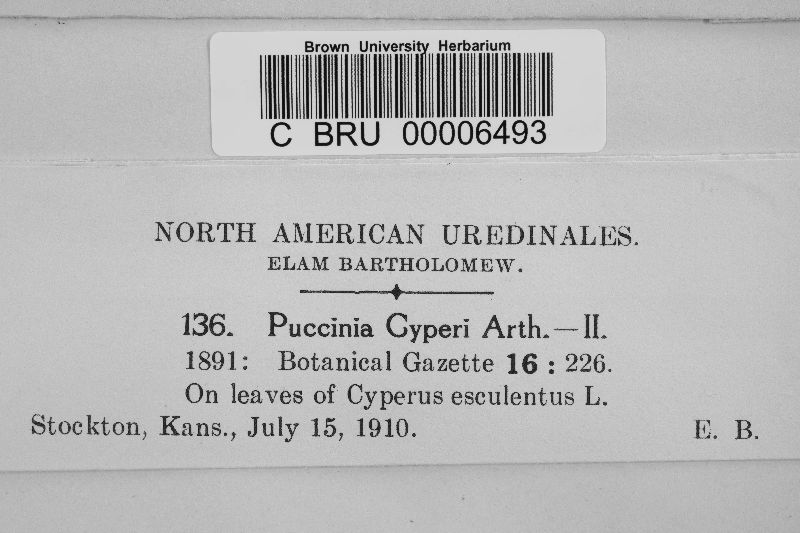 Brown University Herbarium
C BRU 00006493
NORTH AMERICAN UREDINALES.
ELAM BARTHOLOMEW.
136. Puccinia Cyperi Arth.—II.
1891: Botanical Gazette 16 : 226.
On leaves of Cyperus esculentus L.
Stockton, Kans., July 15, 1910. E. B.